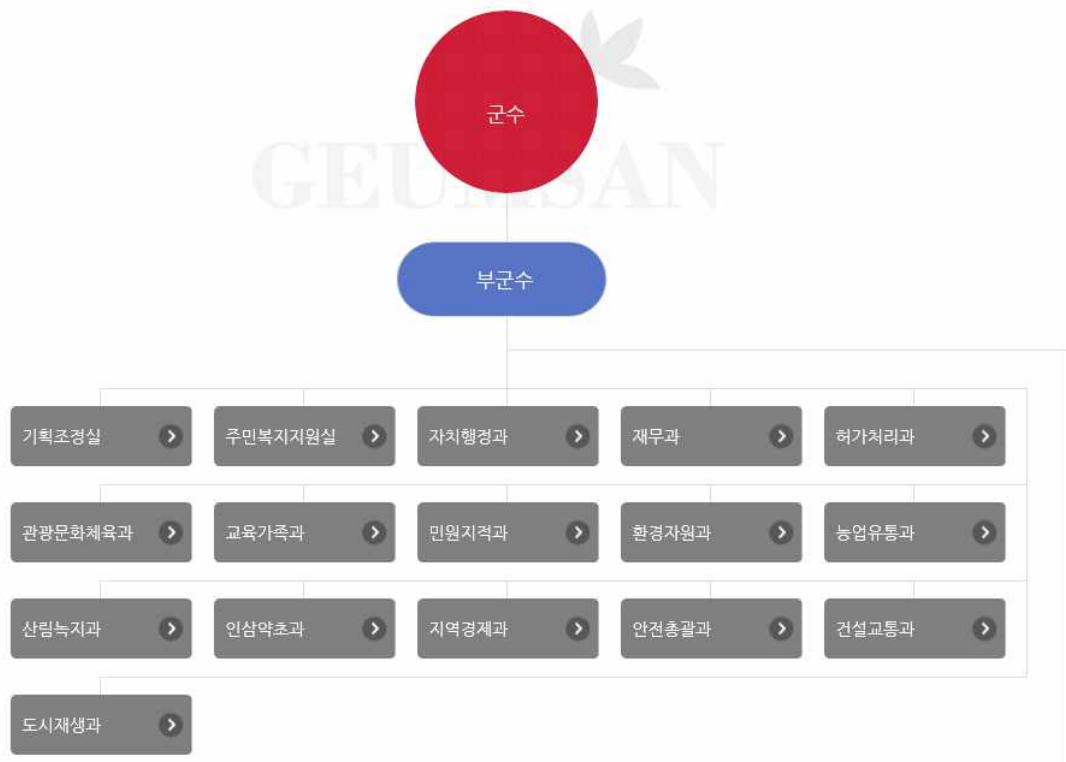 군수
GEUMSAN
부군수
기획조정실
주민복지지원실
자치행정과
재무과
허가처리과
관광문화체육과
교육가족과
민원지적과
환경자원과
농업유통과
산림녹지과
인삼약초과
지역경제과
안전총괄과
건설교통과
도시재생과